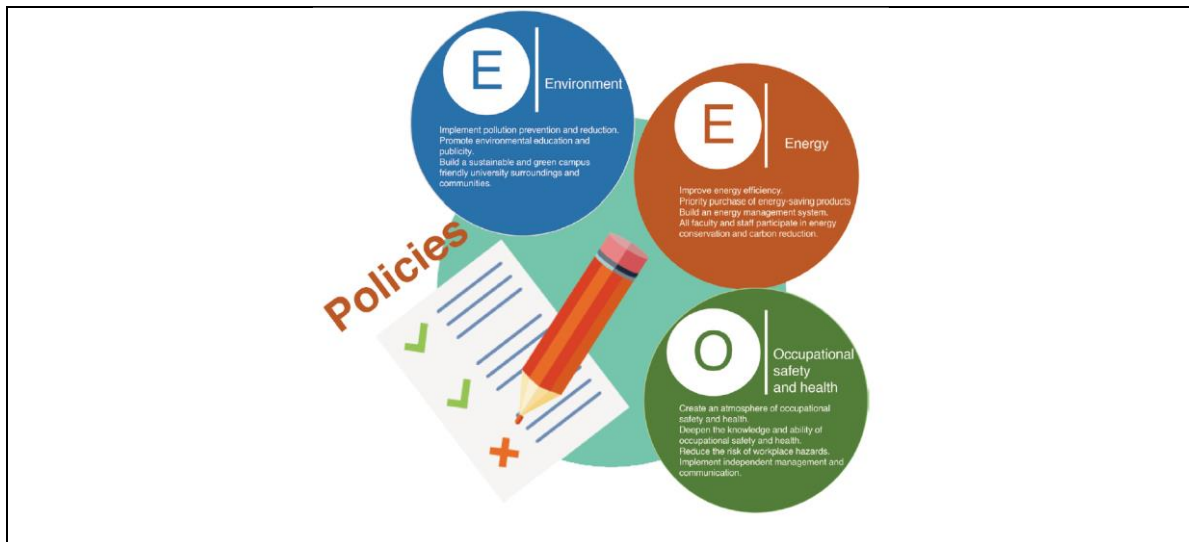 Policies
E
Environment
Implement pollution prevention and reduction.
Promote environmental education and
publicity.
Build a sustainable and green campus
friendly university surroundings and
communities.
E
Energy
Improve energy efficiency.
Priority purchase of energy-saving products
Build an energy management system.
All faculty and staff participate in energy
conservation and carbon reduction.
O
Occupational
safety
and health
Create an atmosphere of occupational
safety and health.
Deepen the knowledge and ability of
occupational safety and health.
Reduce the risk of workplace hazards.
Implement independent management and
communication.